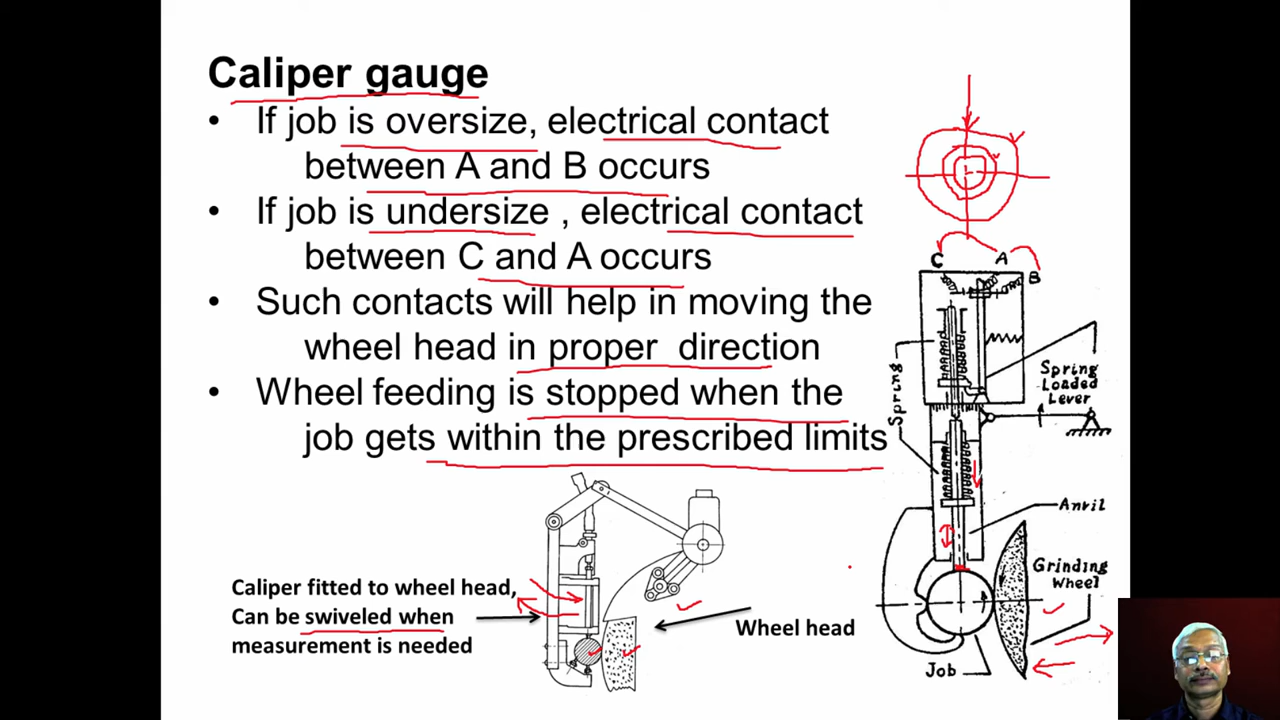 Caliper gauge
• If job is oversize, electrical contact
between A and B occurs
• If job is undersize , electrical contact
between C and A occurs
• Such contacts will help in moving the
wheel head in proper direction
• Wheel feeding is stopped when the
job gets within the prescribed limits
Caliper fitted to wheel head,
Can be swiveled when
measurement is needed
Wheel head
C
A
B
Spring
Spring
Loaded
Lever
Anvil
Grinding
Wheel
Job